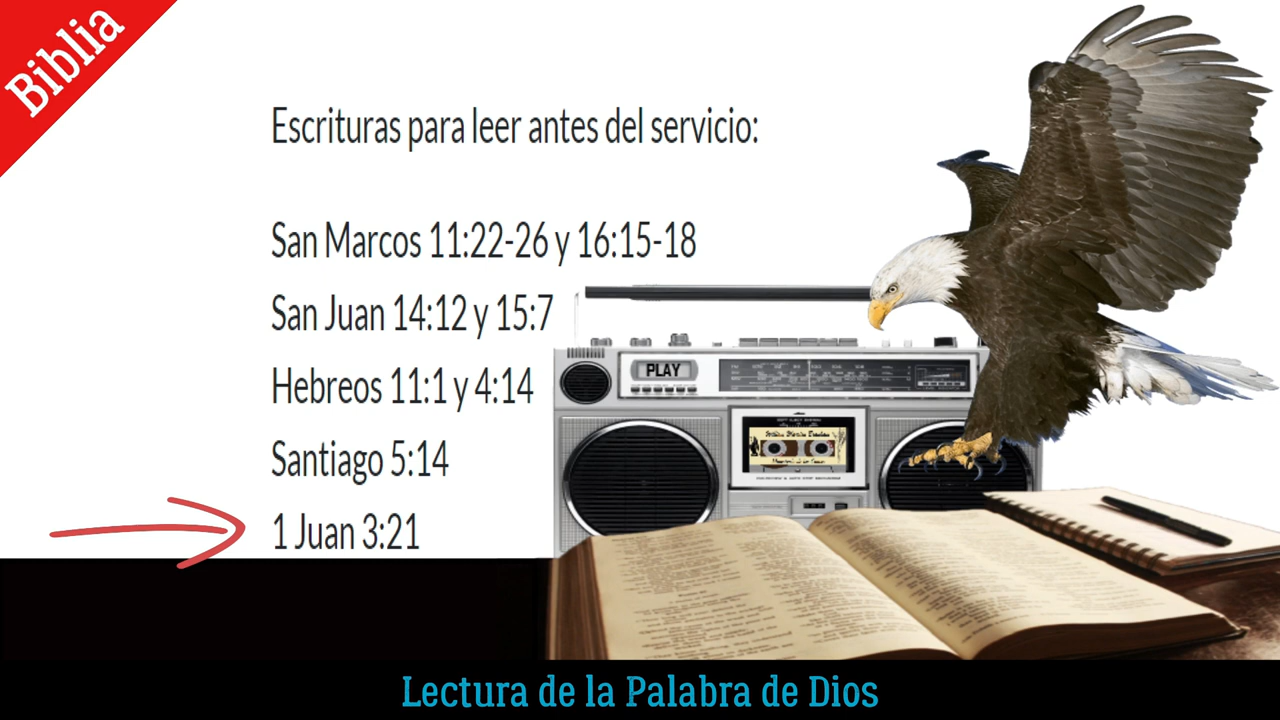 Biblia
Escrituras para leer antes del servicio:
San Marcos 11:22-26 y 16:15-18
San Juan 14:12 y 15:7
Hebreos 11:1 y 4:14
Santiago 5:14
1 Juan 3:21
PLAY
Lectura de la Palabra de Dios